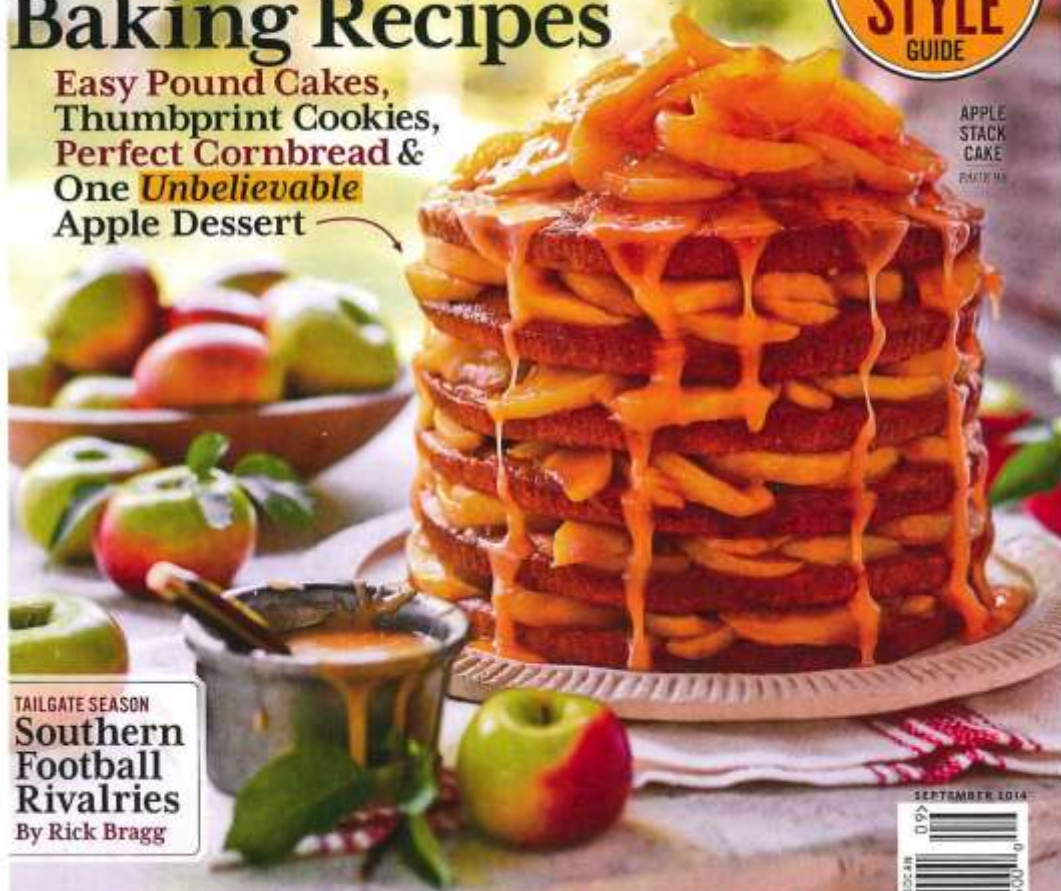 Baking Recipes
STYLE
GUIDE
Easy Pound Cakes,
Thumbprint Cookies,
Perfect Cornbread &
One Unbelievable
Apple Dessert
APPLE
STACK
CAKE
TAILGATE SEASON
Southern
Football
Rivalries
By Rick Bragg
SEPTEMBER 2014